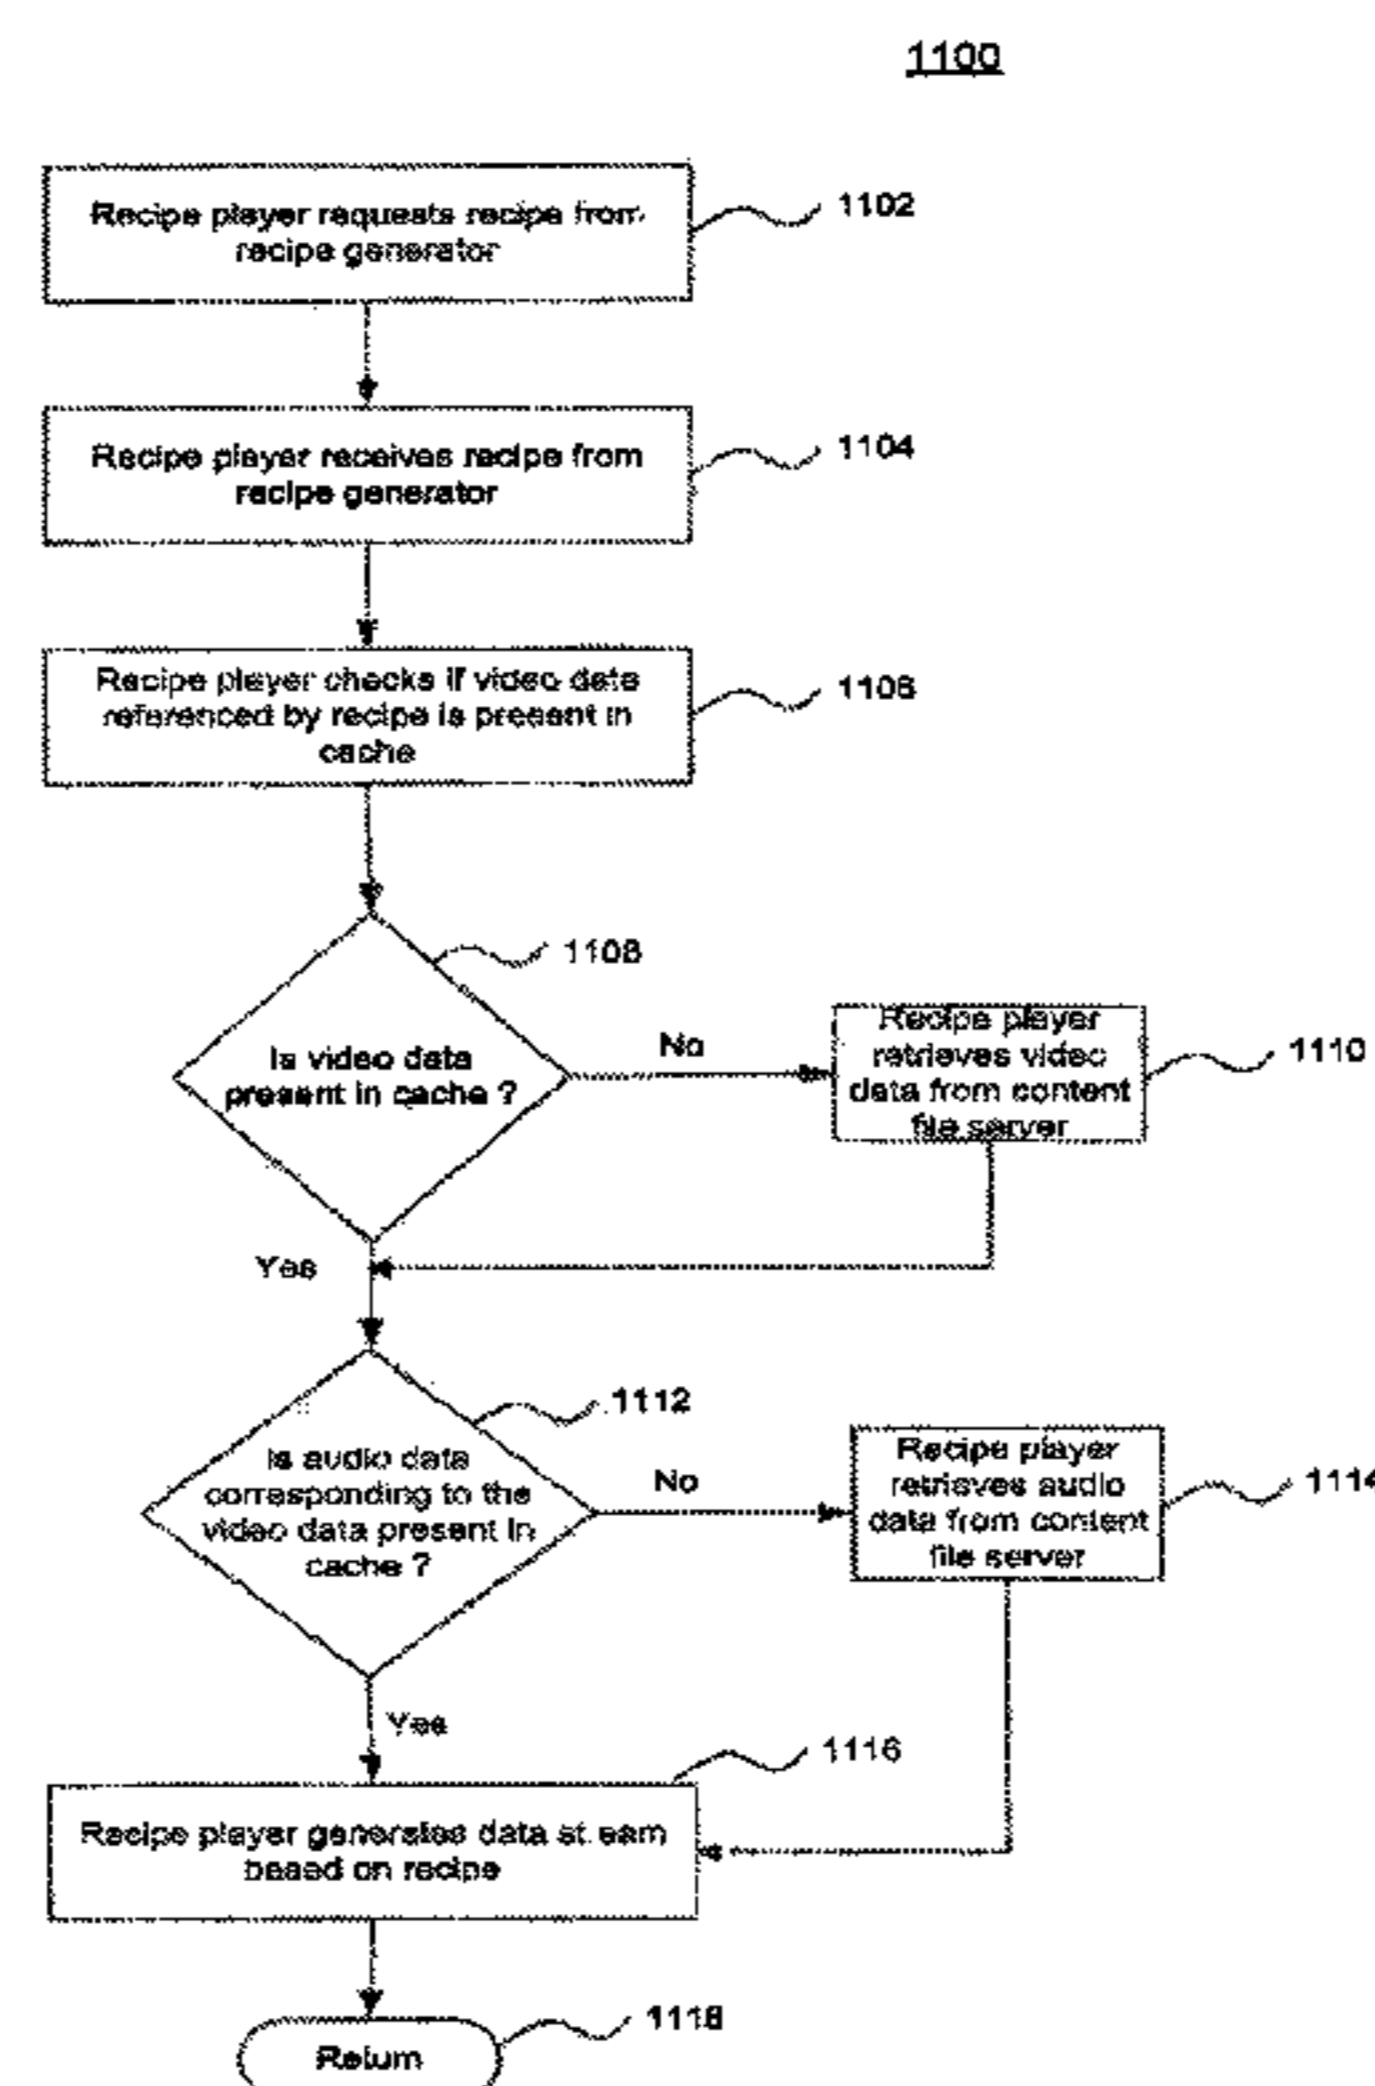 1100
Recipe player requests recipe from
recipe generator
1102
Recipe player receives recipe from
recipe generator
1104
Recipe player checks if video data
referenced by recipe is present in
cache
1106
1108
Is video data
present in cache ?
No
Recipe player
retrieves video
data from content
file server
1110
Yes
1112
Is audio data
corresponding to the
video data present in
cache ?
No
Recipe player
retrieves audio
data from content
file server
1114
Yes
1116
Recipe player generates data stream
based on recipe
1118
Return